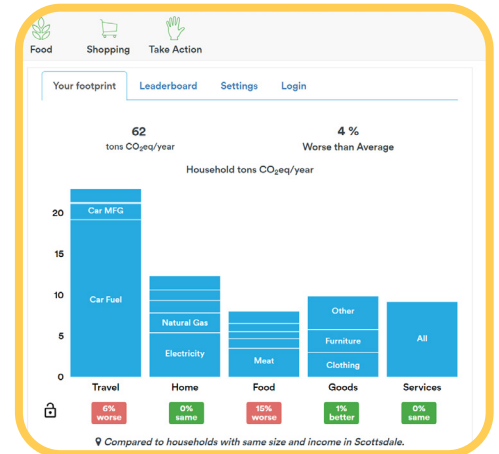 Food Shopping Take Action
Your footprint Leaderboard Settings Login
62 4 %
tons CO₂eq/year Worse than Average
Household tons CO₂eq/year
20
15
10
5
0
Car MFG
Car Fuel
Natural Gas
Electricity
Meat
Other
Furniture
Clothing
All
Travel Home Food Goods Services
6% worse
0% same
15% worse
1% better
0% same
Compared to households with same size and income in Scottsdale.